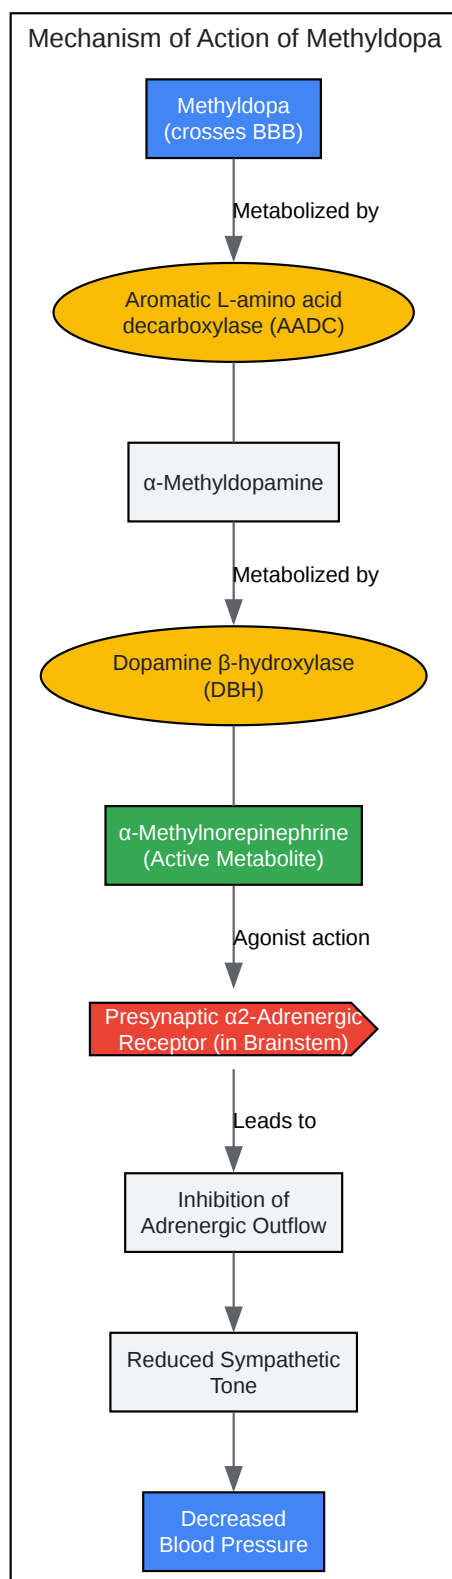 Mechanism of Action of Methyldopa
Methyldopa
(crosses BBB)
Metabolized by
Aromatic L-amino acid
decarboxylase (AADC)
α-Methyldopamine
Metabolized by
Dopamine β-hydroxylase
(DBH)
α-Methylnorepinephrine
(Active Metabolite)
Agonist action
Presynaptic α2-Adrenergic
Receptor (in Brainstem)
Leads to
Inhibition of
Adrenergic Outflow
Reduced Sympathetic
Tone
Decreased
Blood Pressure